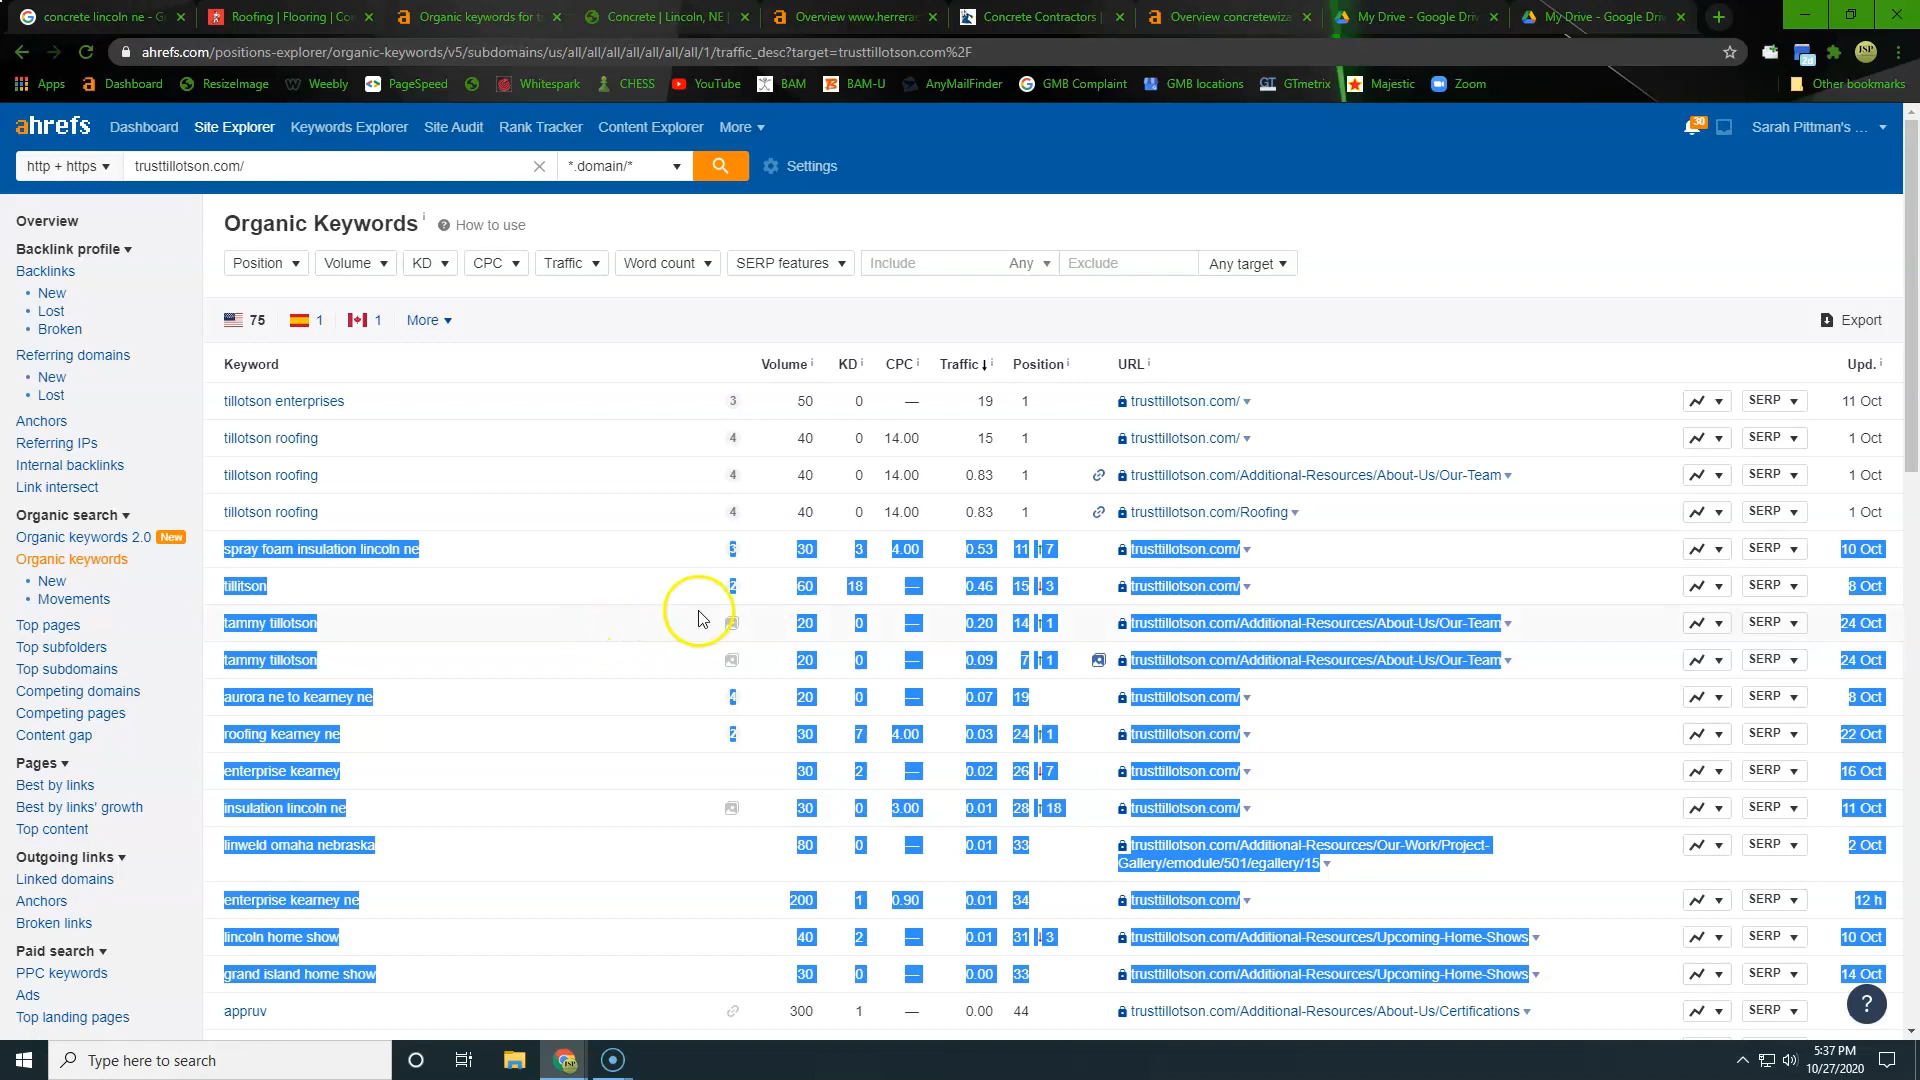 concrete lincoln ne - G
Roofing | Flooring | Co
Organic keywords for t
Concrete | Lincoln, NE |
Overview www.herrera
Concrete Contractors |
Overview concretewiza
My Drive - Google Dri
My Drive - Google Dri
ahrefs.com/positions-explorer/organic-keywords/v5/subdomains/us/all/all/all/all/all/all/all/1/traffic_desc?target=trusttillotson.com%2F
JSP
2d
Apps
Dashboard
ResizeImage
Weebly
PageSpeed
Whitespark
CHESS
YouTube
BAM
BAM-U
AnyMailFinder
GMB Complaint
GMB locations
GTmetrix
Majestic
Zoom
Other bookmarks
ahrefs
Dashboard
Site Explorer
Keywords Explorer
Site Audit
Rank Tracker
Content Explorer
More
30
Sarah Pittman's ...
http + https
trusttillotson.com/
*.domain/*
Settings
Overview
Backlink profile
Backlinks
New
Lost
Broken
Referring domains
New
Lost
Anchors
Referring IPs
Internal backlinks
Link intersect
Organic search
Organic keywords 2.0 New
Organic keywords
New
Movements
Top pages
Top subfolders
Top subdomains
Competing domains
Competing pages
Content gap
Pages
Best by links
Best by links' growth
Top content
Outgoing links
Linked domains
Anchors
Broken links
Paid search
PPC keywords
Ads
Top landing pages
Organic Keywords i
How to use
Position
Volume
KD
CPC
Traffic
Word count
SERP features
Include
Any
Exclude
Any target
75
1
1
More
Export
Keyword Volume i KD i CPC i Traffic i Position i URL i Upd. i
tillotson enterprises 3 50 0 — 19 1 trusttillotson.com/ SERP 11 Oct
tillotson roofing 4 40 0 14.00 15 1 trusttillotson.com/ SERP 1 Oct
tillotson roofing 4 40 0 14.00 0.83 1 trusttillotson.com/Additional-Resources/About-Us/Our-Team SERP 1 Oct
tillotson roofing 4 40 0 14.00 0.83 1 trusttillotson.com/Roofing SERP 1 Oct
spray foam insulation lincoln ne 3 30 3 4.00 0.53 11 ↑7 trusttillotson.com/ SERP 10 Oct
tillitson 2 60 18 — 0.46 15 ↓3 trusttillotson.com/ SERP 8 Oct
tammy tillotson 20 0 — 0.20 14 ↑1 trusttillotson.com/Additional-Resources/About-Us/Our-Team SERP 24 Oct
tammy tillotson 20 0 — 0.09 7 ↑1 trusttillotson.com/Additional-Resources/About-Us/Our-Team SERP 24 Oct
aurora ne to kearney ne 4 20 0 — 0.07 19 trusttillotson.com/ SERP 8 Oct
roofing kearney ne 2 30 7 4.00 0.03 24 ↑1 trusttillotson.com/ SERP 22 Oct
enterprise kearney 30 2 — 0.02 26 ↓7 trusttillotson.com/ SERP 16 Oct
insulation lincoln ne 30 0 3.00 0.01 28 ↑18 trusttillotson.com/ SERP 11 Oct
linweld omaha nebraska 80 0 — 0.01 33 trusttillotson.com/Additional-Resources/Our-Work/Project- SERP 2 Oct
Gallery/emodule/501/egallery/15
enterprise kearney ne 200 1 0.90 0.01 34 trusttillotson.com/ SERP 12 h
lincoln home show 40 2 — 0.01 31 ↓3 trusttillotson.com/Additional-Resources/Upcoming-Home-Shows SERP 10 Oct
grand island home show 30 0 — 0.00 33 trusttillotson.com/Additional-Resources/Upcoming-Home-Shows SERP 14 Oct
appruv 300 1 — 0.00 44 trusttillotson.com/Additional-Resources/About-Us/Certifications SERP
?
Type here to search
5:37 PM
10/27/2020